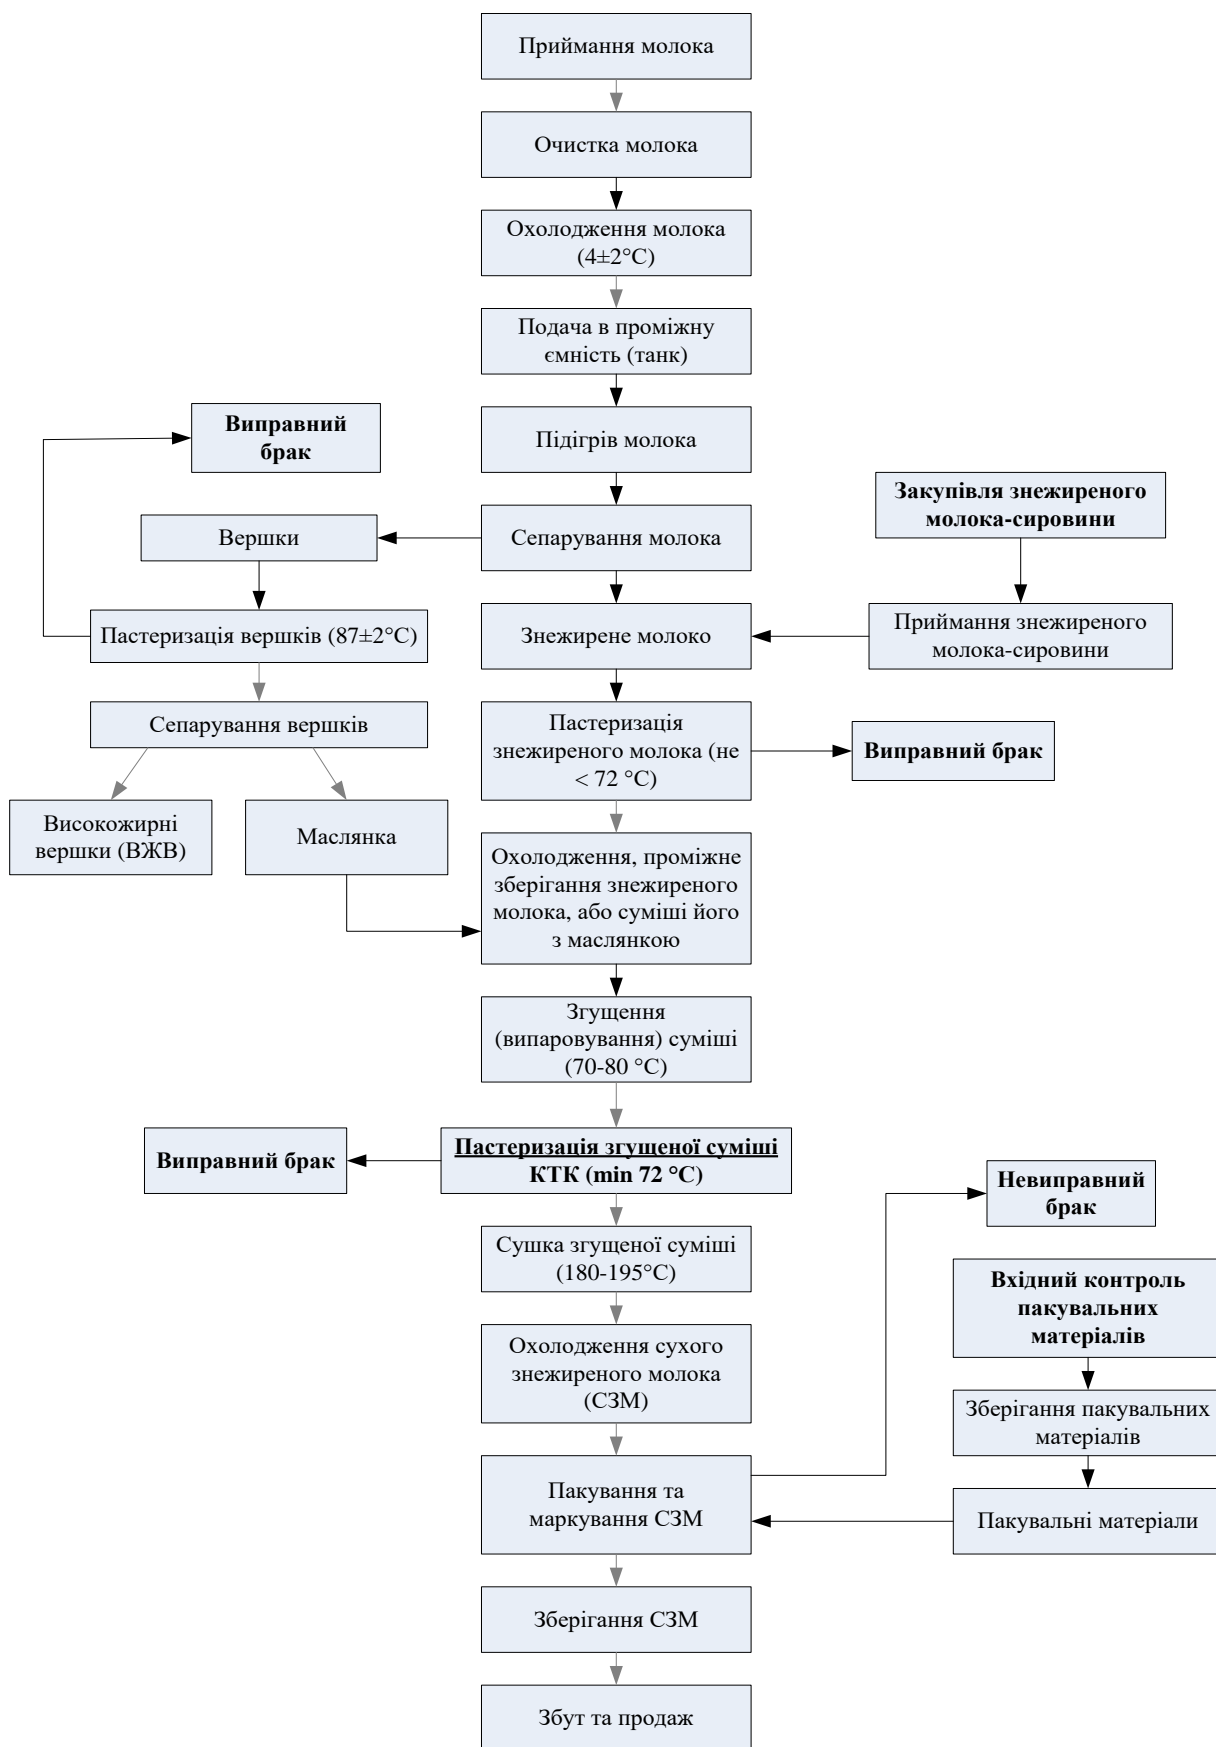 Приймання молока
Очистка молока
Охолодження молока
(4±2°C)
Подача в проміжну
ємність (танк)
Виправний
брак
Підігрів молока
Закупівля знежиреного
молока-сировини
Вершки
Сепарування молока
Пастеризація вершків (87±2°C)
Знежирене молоко
Приймання знежиреного
молока-сировини
Сепарування вершків
Пастеризація
знежиреного молока (не
< 72 °C)
Виправний брак
Високожирні
вершки (ВЖВ)
Маслянка
Охолодження, проміжне
зберігання знежиреного
молока, або суміші його
з маслянкою
Згущення
(випаровування) суміші
(70-80 °C)
Виправний брак
Пастеризація згущеної суміші
КТК (min 72 °C)
Невиправний
брак
Сушка згущеної суміші
(180-195°C)
Вхідний контроль
пакувальних
матеріалів
Охолодження сухого
знежиреного молока
(СЗМ)
Зберігання пакувальних
матеріалів
Пакування та
маркування СЗМ
Пакувальні матеріали
Зберігання СЗМ
Збут та продаж